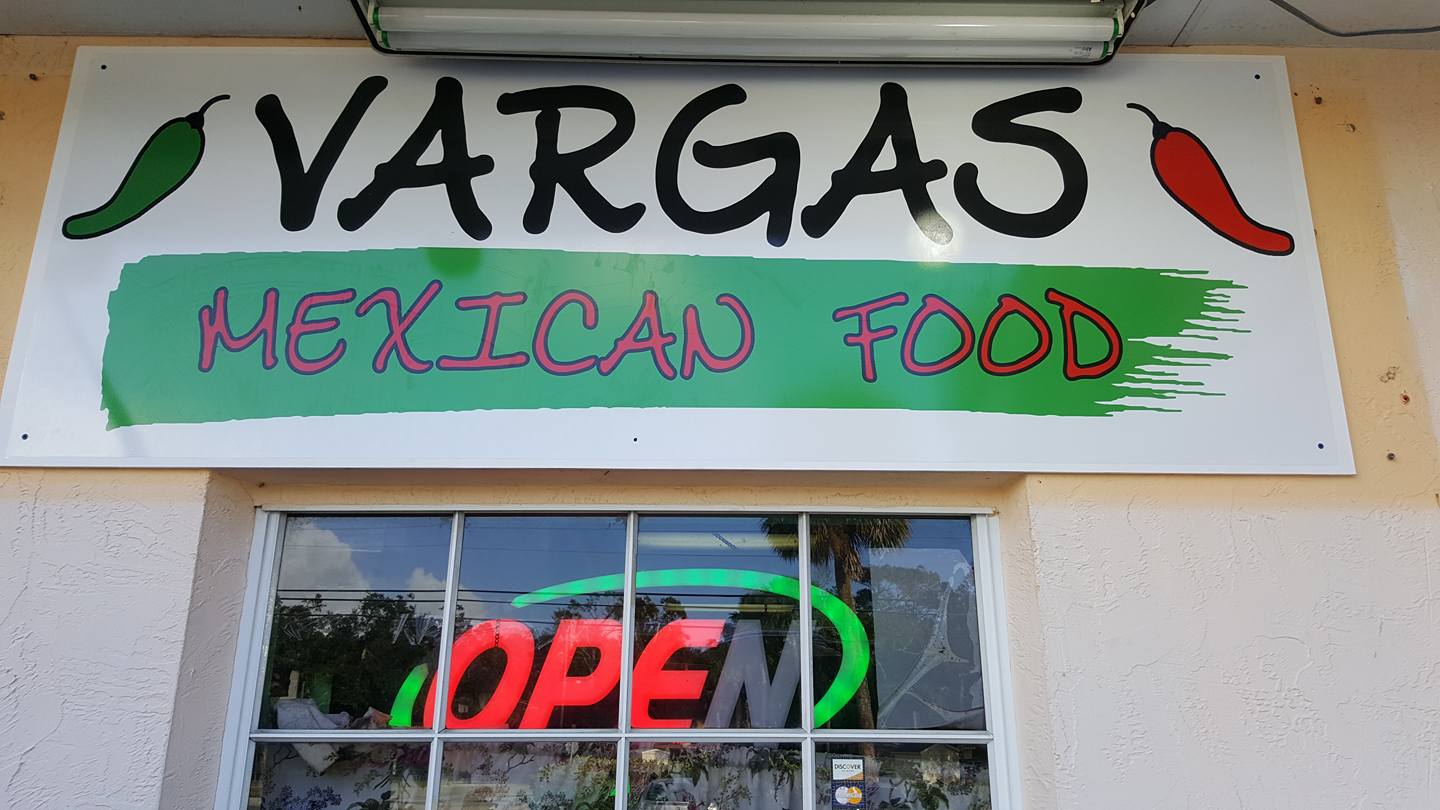 VARGAS
MEXICAN FOOD
OPEN
DISCOVER